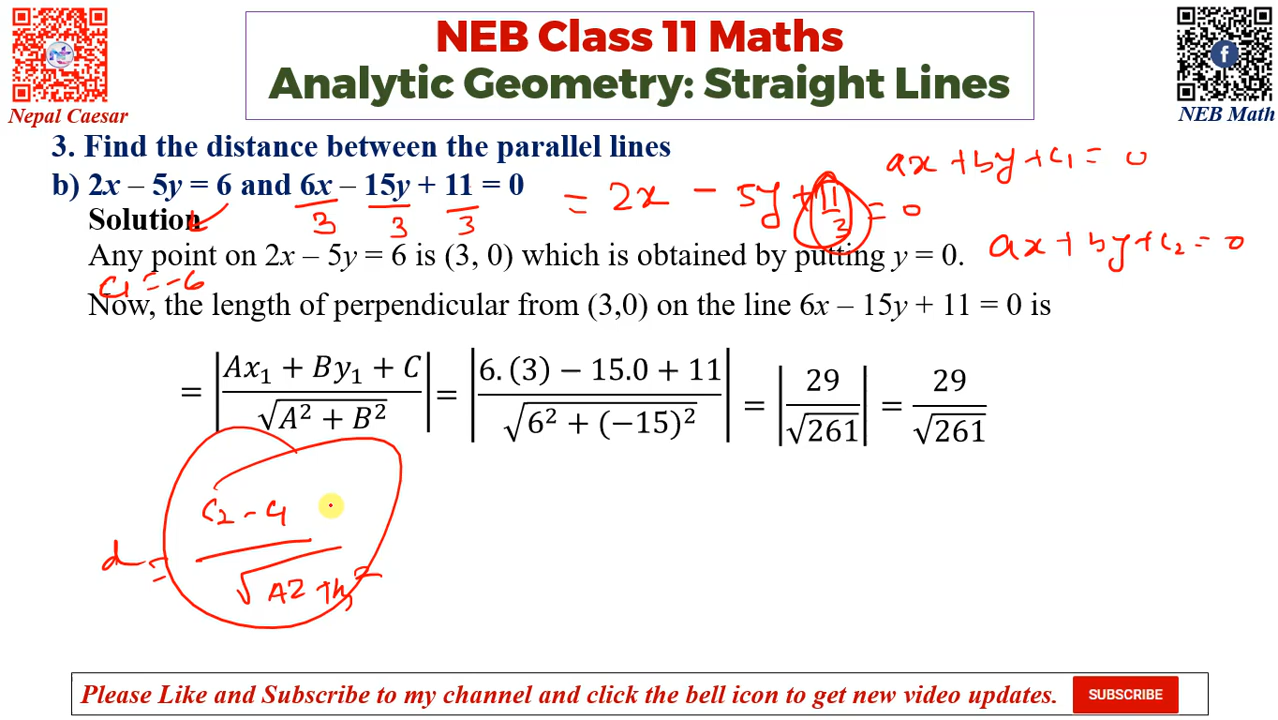 NEB Class 11 Maths
Analytic Geometry: Straight Lines
Nepal Caesar
NEB Math
3. Find the distance between the parallel lines
b) 2x – 5y = 6 and 6x – 15y + 11 = 0
3 3 3
= 2x - 5y + 11/3 = 0
ax + by + c₁ = 0
Solution
Any point on 2x – 5y = 6 is (3, 0) which is obtained by putting y = 0.
ax + by + c₂ = 0
c₁ = -6
Now, the length of perpendicular from (3,0) on the line 6x – 15y + 11 = 0 is
= |(Ax₁ + By₁ + C)/√(A² + B²)| = |(6.(3) − 15.0 + 11)/√(6² + (−15)²)| = |29/√261| = 29/√261
d = (c₂ - c₁)/√(A2 + b²)
Please Like and Subscribe to my channel and click the bell icon to get new video updates.
SUBSCRIBE